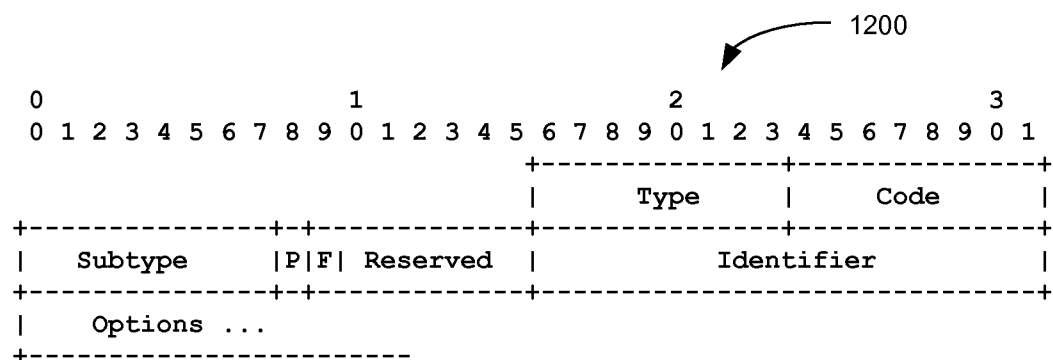 1200
0 1 2 3
0 1 2 3 4 5 6 7 8 9 0 1 2 3 4 5 6 7 8 9 0 1 2 3 4 5 6 7 8 9 0 1
+---------------+---------------+
| Type | Code |
+---------------+-+-------------+---------------+---------------+
| Subtype |P|F| Reserved | Identifier |
+---------------+-+-------------+---------------+---------------+
| Options ...
+------------------------